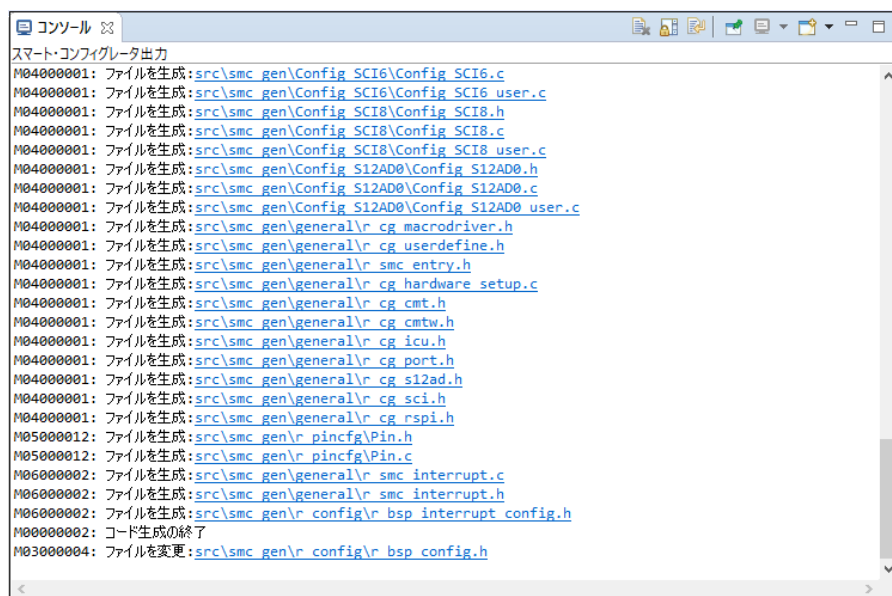 コンソール
スマート・コンフィグレータ出力
M04000001: ファイルを生成:src\smc_gen\Config_SCI6\Config_SCI6.c
M04000001: ファイルを生成:src\smc_gen\Config_SCI6\Config_SCI6_user.c
M04000001: ファイルを生成:src\smc_gen\Config_SCI8\Config_SCI8.h
M04000001: ファイルを生成:src\smc_gen\Config_SCI8\Config_SCI8.c
M04000001: ファイルを生成:src\smc_gen\Config_SCI8\Config_SCI8_user.c
M04000001: ファイルを生成:src\smc_gen\Config_S12AD0\Config_S12AD0.h
M04000001: ファイルを生成:src\smc_gen\Config_S12AD0\Config_S12AD0.c
M04000001: ファイルを生成:src\smc_gen\Config_S12AD0\Config_S12AD0_user.c
M04000001: ファイルを生成:src\smc_gen\general\r_cg_macrodriver.h
M04000001: ファイルを生成:src\smc_gen\general\r_cg_userdefine.h
M04000001: ファイルを生成:src\smc_gen\general\r_smc_entry.h
M04000001: ファイルを生成:src\smc_gen\general\r_cg_hardware_setup.c
M04000001: ファイルを生成:src\smc_gen\general\r_cg_cmt.h
M04000001: ファイルを生成:src\smc_gen\general\r_cg_cmtw.h
M04000001: ファイルを生成:src\smc_gen\general\r_cg_icu.h
M04000001: ファイルを生成:src\smc_gen\general\r_cg_port.h
M04000001: ファイルを生成:src\smc_gen\general\r_cg_s12ad.h
M04000001: ファイルを生成:src\smc_gen\general\r_cg_sci.h
M04000001: ファイルを生成:src\smc_gen\general\r_cg_rspi.h
M05000012: ファイルを生成:src\smc_gen\r_pincfg\Pin.h
M05000012: ファイルを生成:src\smc_gen\r_pincfg\Pin.c
M06000002: ファイルを生成:src\smc_gen\general\r_smc_interrupt.c
M06000002: ファイルを生成:src\smc_gen\general\r_smc_interrupt.h
M06000002: ファイルを生成:src\smc_gen\r_config\r_bsp_interrupt_config.h
M00000002: コード生成の終了
M03000004: ファイルを変更:src\smc_gen\r_config\r_bsp_config.h